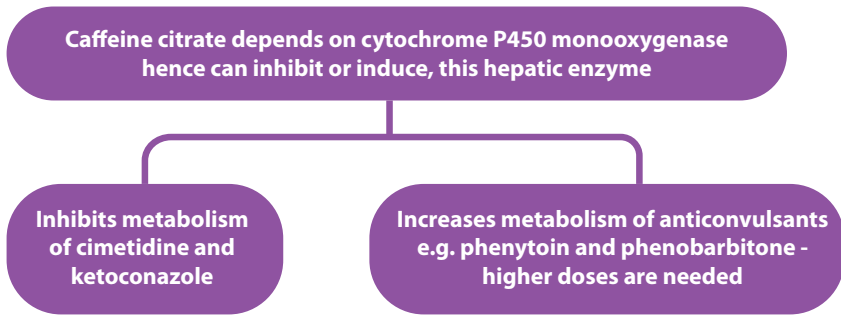 Caffeine citrate depends on cytochrome P450 monooxygenase
hence can inhibit or induce, this hepatic enzyme
Inhibits metabolism
of cimetidine and
ketoconazole
Increases metabolism of anticonvulsants
e.g. phenytoin and phenobarbitone -
higher doses are needed